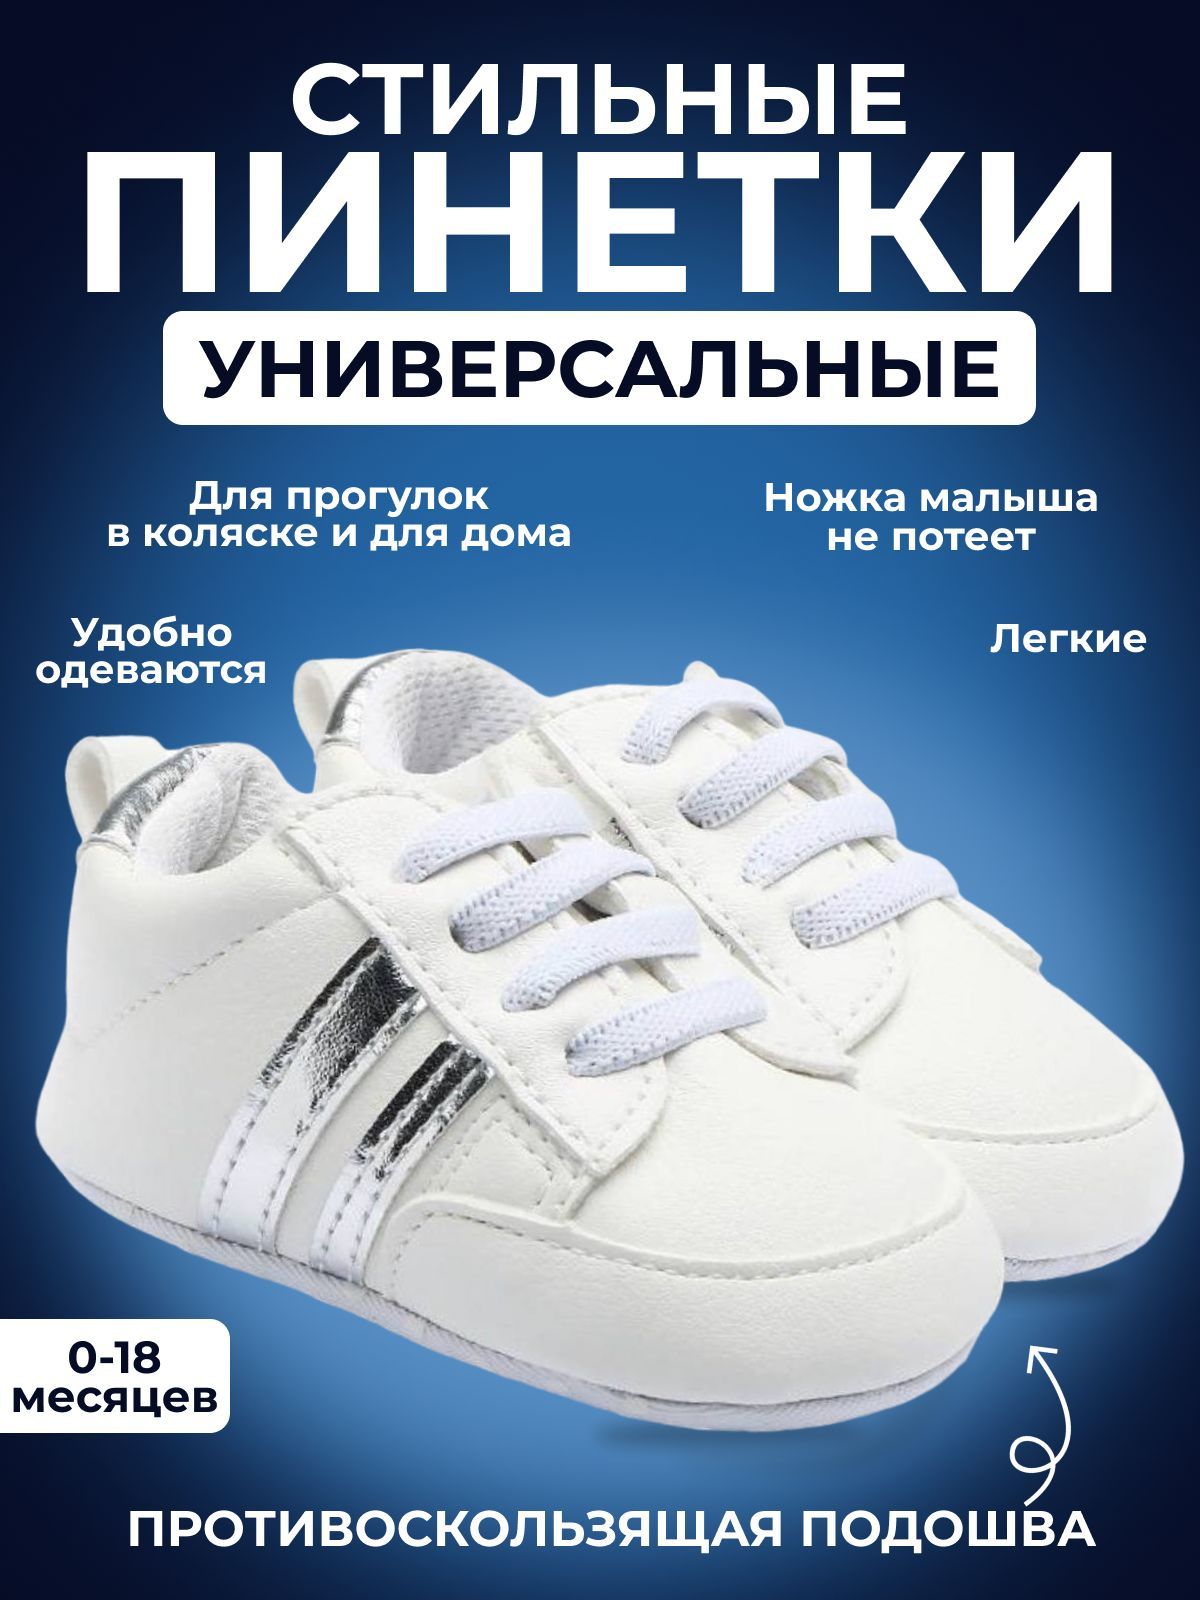 СТИЛЬНЫЕ
ПИНЕТКИ
УНИВЕРСАЛЬНЫЕ
Для прогулок
в коляске и для дома
Ножка малыша
не потеет
Удобно
одеваются
Легкие
0-18
месяцев
ПРОТИВОСКОЛЬЗЯЩАЯ ПОДОШВА